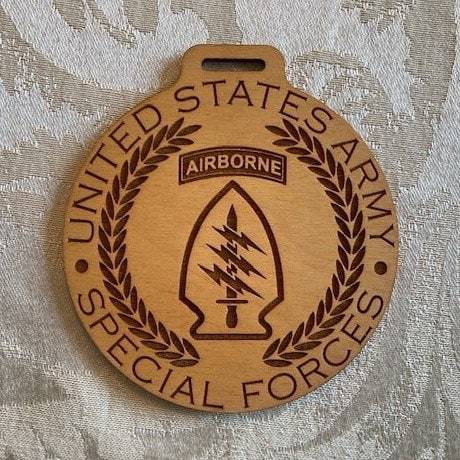 UNITED STATES ARMY
AIRBORNE
SPECIAL FORCES